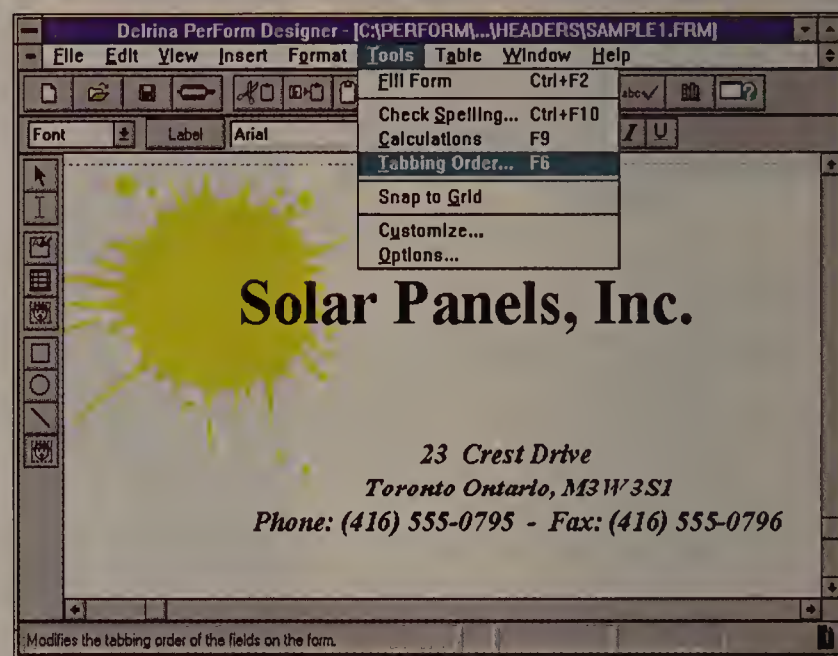 Delrina PerForm Designer - [C:\PERFORM\...\HEADERS\SAMPLE1.FRM]
File Edit View Insert Format Tools Table Window Help
Fill Form Ctrl+F2
Check Spelling... Ctrl+F10
Calculations F9
Tabbing Order... F6
Snap to Grid
Customize...
Options...
abc
Font Label Arial I U
Solar Panels, Inc.
23 Crest Drive
Toronto Ontario, M3W3S1
Phone: (416) 555-0795 - Fax: (416) 555-0796
Modifies the tabbing order of the fields on the form.